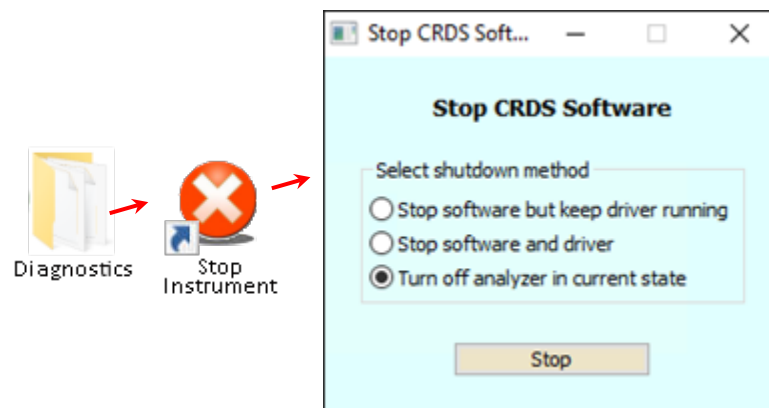 Diagnostics
Stop
Instrument
Stop CRDS Soft...
Stop CRDS Software
Select shutdown method
Stop software but keep driver running
Stop software and driver
Turn off analyzer in current state
Stop